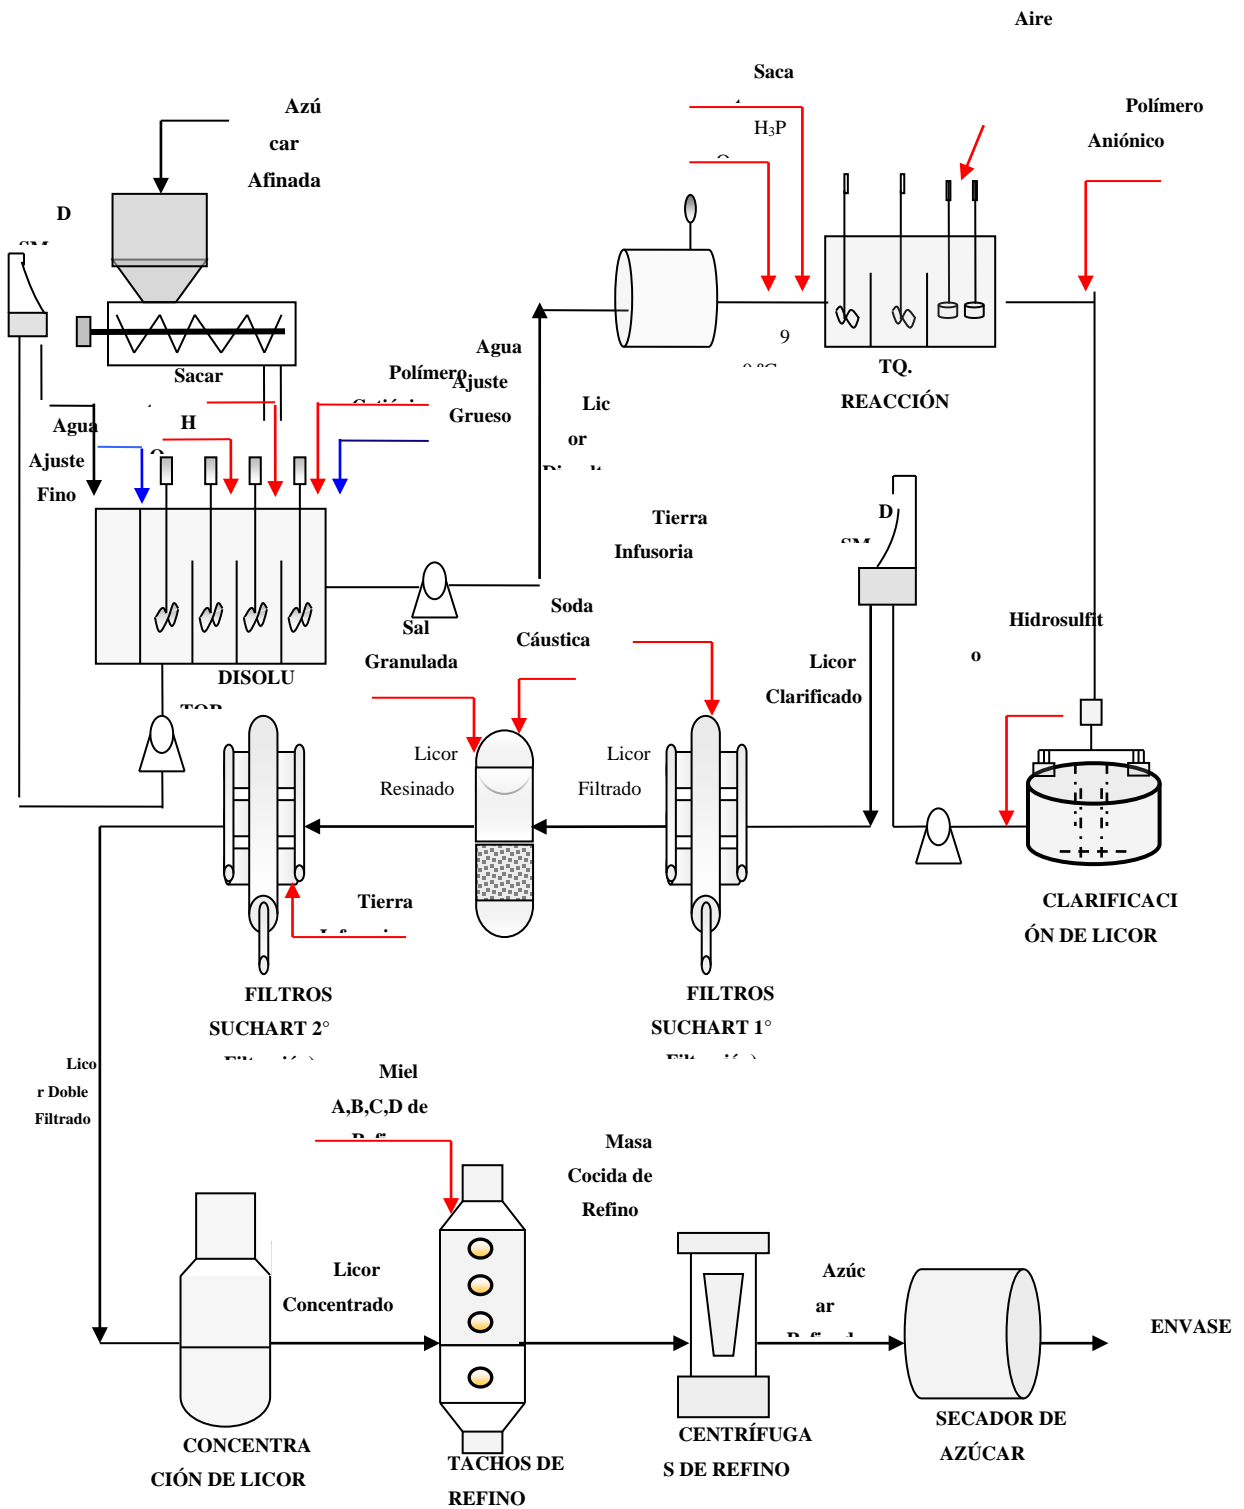 Aire
Saca
H₃P
Polímero
Aniónico
Azú
car
Afinada
D
9
TQ.
REACCIÓN
Sacar
Polímero
Agua
Ajuste
Grueso
Agua
Ajuste
Fino
H
Lic
or
Tierra
Infusoria
D
Soda
Cáustica
Sal
Granulada
Hidrosulfit
o
Licor
Clarificado
DISOLU
Licor
Resinado
Licor
Filtrado
Tierra
CLARIFICACI
ÓN DE LICOR
FILTROS
SUCHART 2°
FILTROS
SUCHART 1°
Lico
r Doble
Filtrado
Miel
A,B,C,D de
Masa
Cocida de
Refino
Licor
Concentrado
Azúc
ar
ENVASE
CONCENTRA
CIÓN DE LICOR
TACHOS DE
REFINO
CENTRÍFUGA
S DE REFINO
SECADOR DE
AZÚCAR